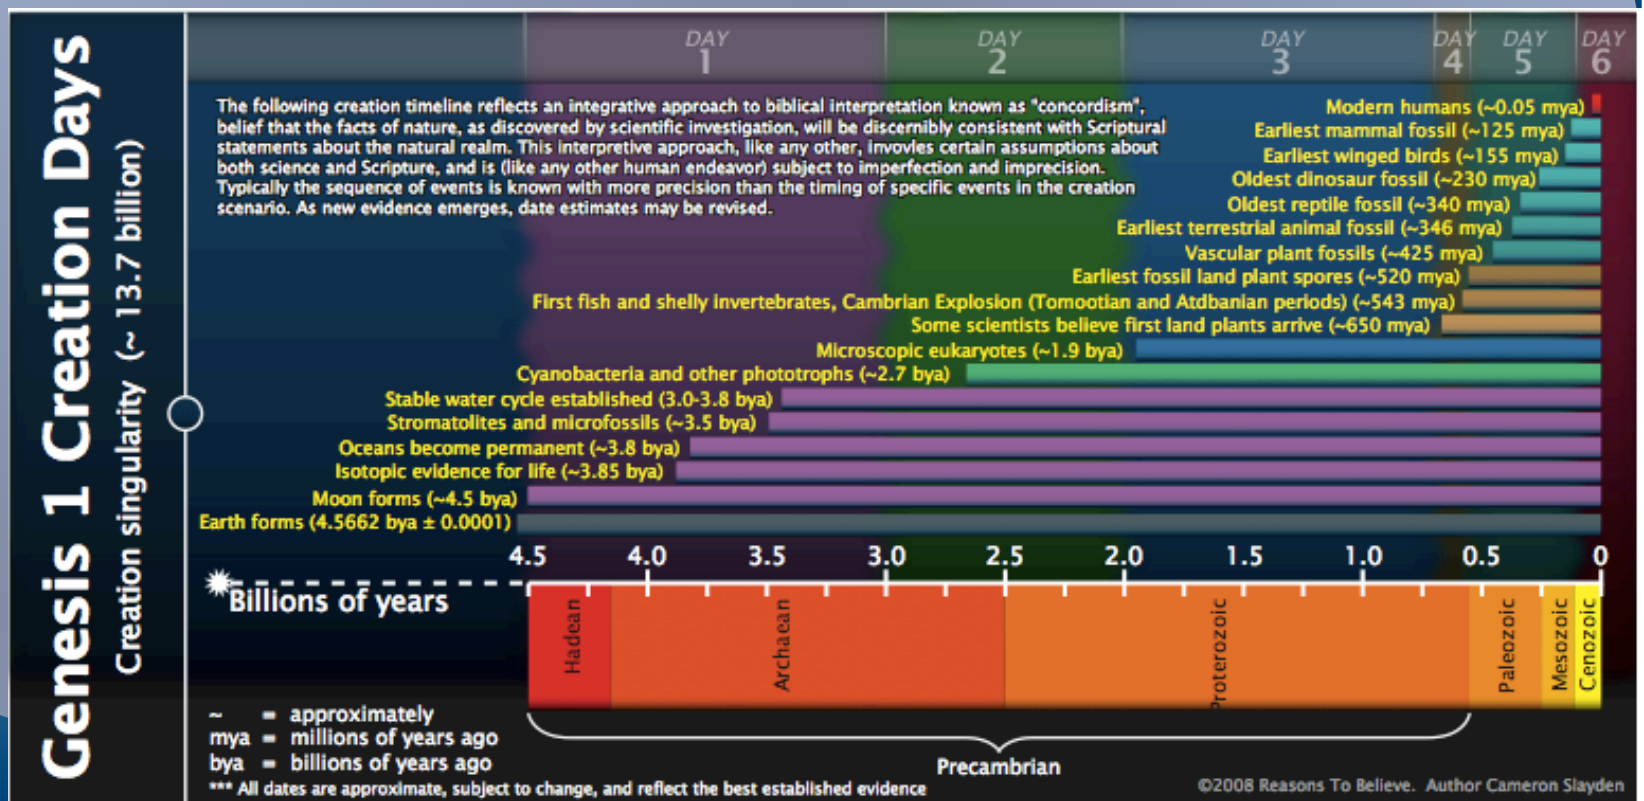 Genesis 1 Creation Days
Creation singularity (~ 13.7 billion)
DAY 1
DAY 2
DAY 3
DAY 4
DAY 5
DAY 6
The following creation timeline reflects an integrative approach to biblical interpretation known as "concordism",
belief that the facts of nature, as discovered by scientific investigation, will be discernibly consistent with Scriptural
statements about the natural realm. This interpretive approach, like any other, invovles certain assumptions about
both science and Scripture, and is (like any other human endeavor) subject to imperfection and imprecision.
Typically the sequence of events is known with more precision than the timing of specific events in the creation
scenario. As new evidence emerges, date estimates may be revised.
Modern humans (~0.05 mya)
Earliest mammal fossil (~125 mya)
Earliest winged birds (~155 mya)
Oldest dinosaur fossil (~230 mya)
Oldest reptile fossil (~340 mya)
Earliest terrestrial animal fossil (~346 mya)
Vascular plant fossils (~425 mya)
Earliest fossil land plant spores (~520 mya)
First fish and shelly invertebrates, Cambrian Explosion (Tomootian and Atdbanian periods) (~543 mya)
Some scientists believe first land plants arrive (~650 mya)
Microscopic eukaryotes (~1.9 bya)
Cyanobacteria and other phototrophs (~2.7 bya)
Stable water cycle established (3.0-3.8 bya)
Stromatolites and microfossils (~3.5 bya)
Oceans become permanent (~3.8 bya)
Isotopic evidence for life (~3.85 bya)
Moon forms (~4.5 bya)
Earth forms (4.5662 bya ± 0.0001)
4.5 4.0 3.5 3.0 2.5 2.0 1.5 1.0 0.5 0
Billions of years
Hadean
Archaean
Proterozoic
Paleozoic
Mesozoic
Cenozoic
Precambrian
~ = approximately
mya = millions of years ago
bya = billions of years ago
*** All dates are approximate, subject to change, and reflect the best established evidence
©2008 Reasons To Believe. Author Cameron Slayden